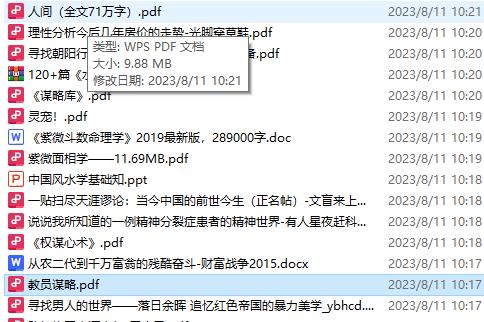 人间（全文71万字）.pdf 2023/8/11 10:21
理性分析今后几年房价的走势-光脚穿草鞋.pdf 2023/8/11 10:20
寻找朝阳行 备.pdf 2023/8/11 10:20
类型: WPS PDF 文档
120+篇《 2023/8/11 10:20
大小: 9.88 MB
修改日期: 2023/8/11 10:21
《谋略库》.pdf 2023/8/11 10:20
灵宠！.pdf 2023/8/11 10:19
《紫微斗数命理学》2019最新版，289000字.doc 2023/8/11 10:19
紫微面相学——11.69MB.pdf 2023/8/11 10:19
中国风水学基础知.ppt 2023/8/11 10:18
一贴扫尽天涯谬论：当今中国的前世今生（正名帖）-文盲来上... 2023/8/11 10:18
说说我所知道的一例精神分裂症患者的精神世界-有人星夜赶科... 2023/8/11 10:18
《权谋心术》.pdf 2023/8/11 10:18
从农二代到千万富翁的残酷奋斗-财富战争2015.docx 2023/8/11 10:17
教员谋略.pdf 2023/8/11 10:17
寻找男人的世界——落日余晖 追忆红色帝国的暴力美学_ybhcd.... 2023/8/11 10:17